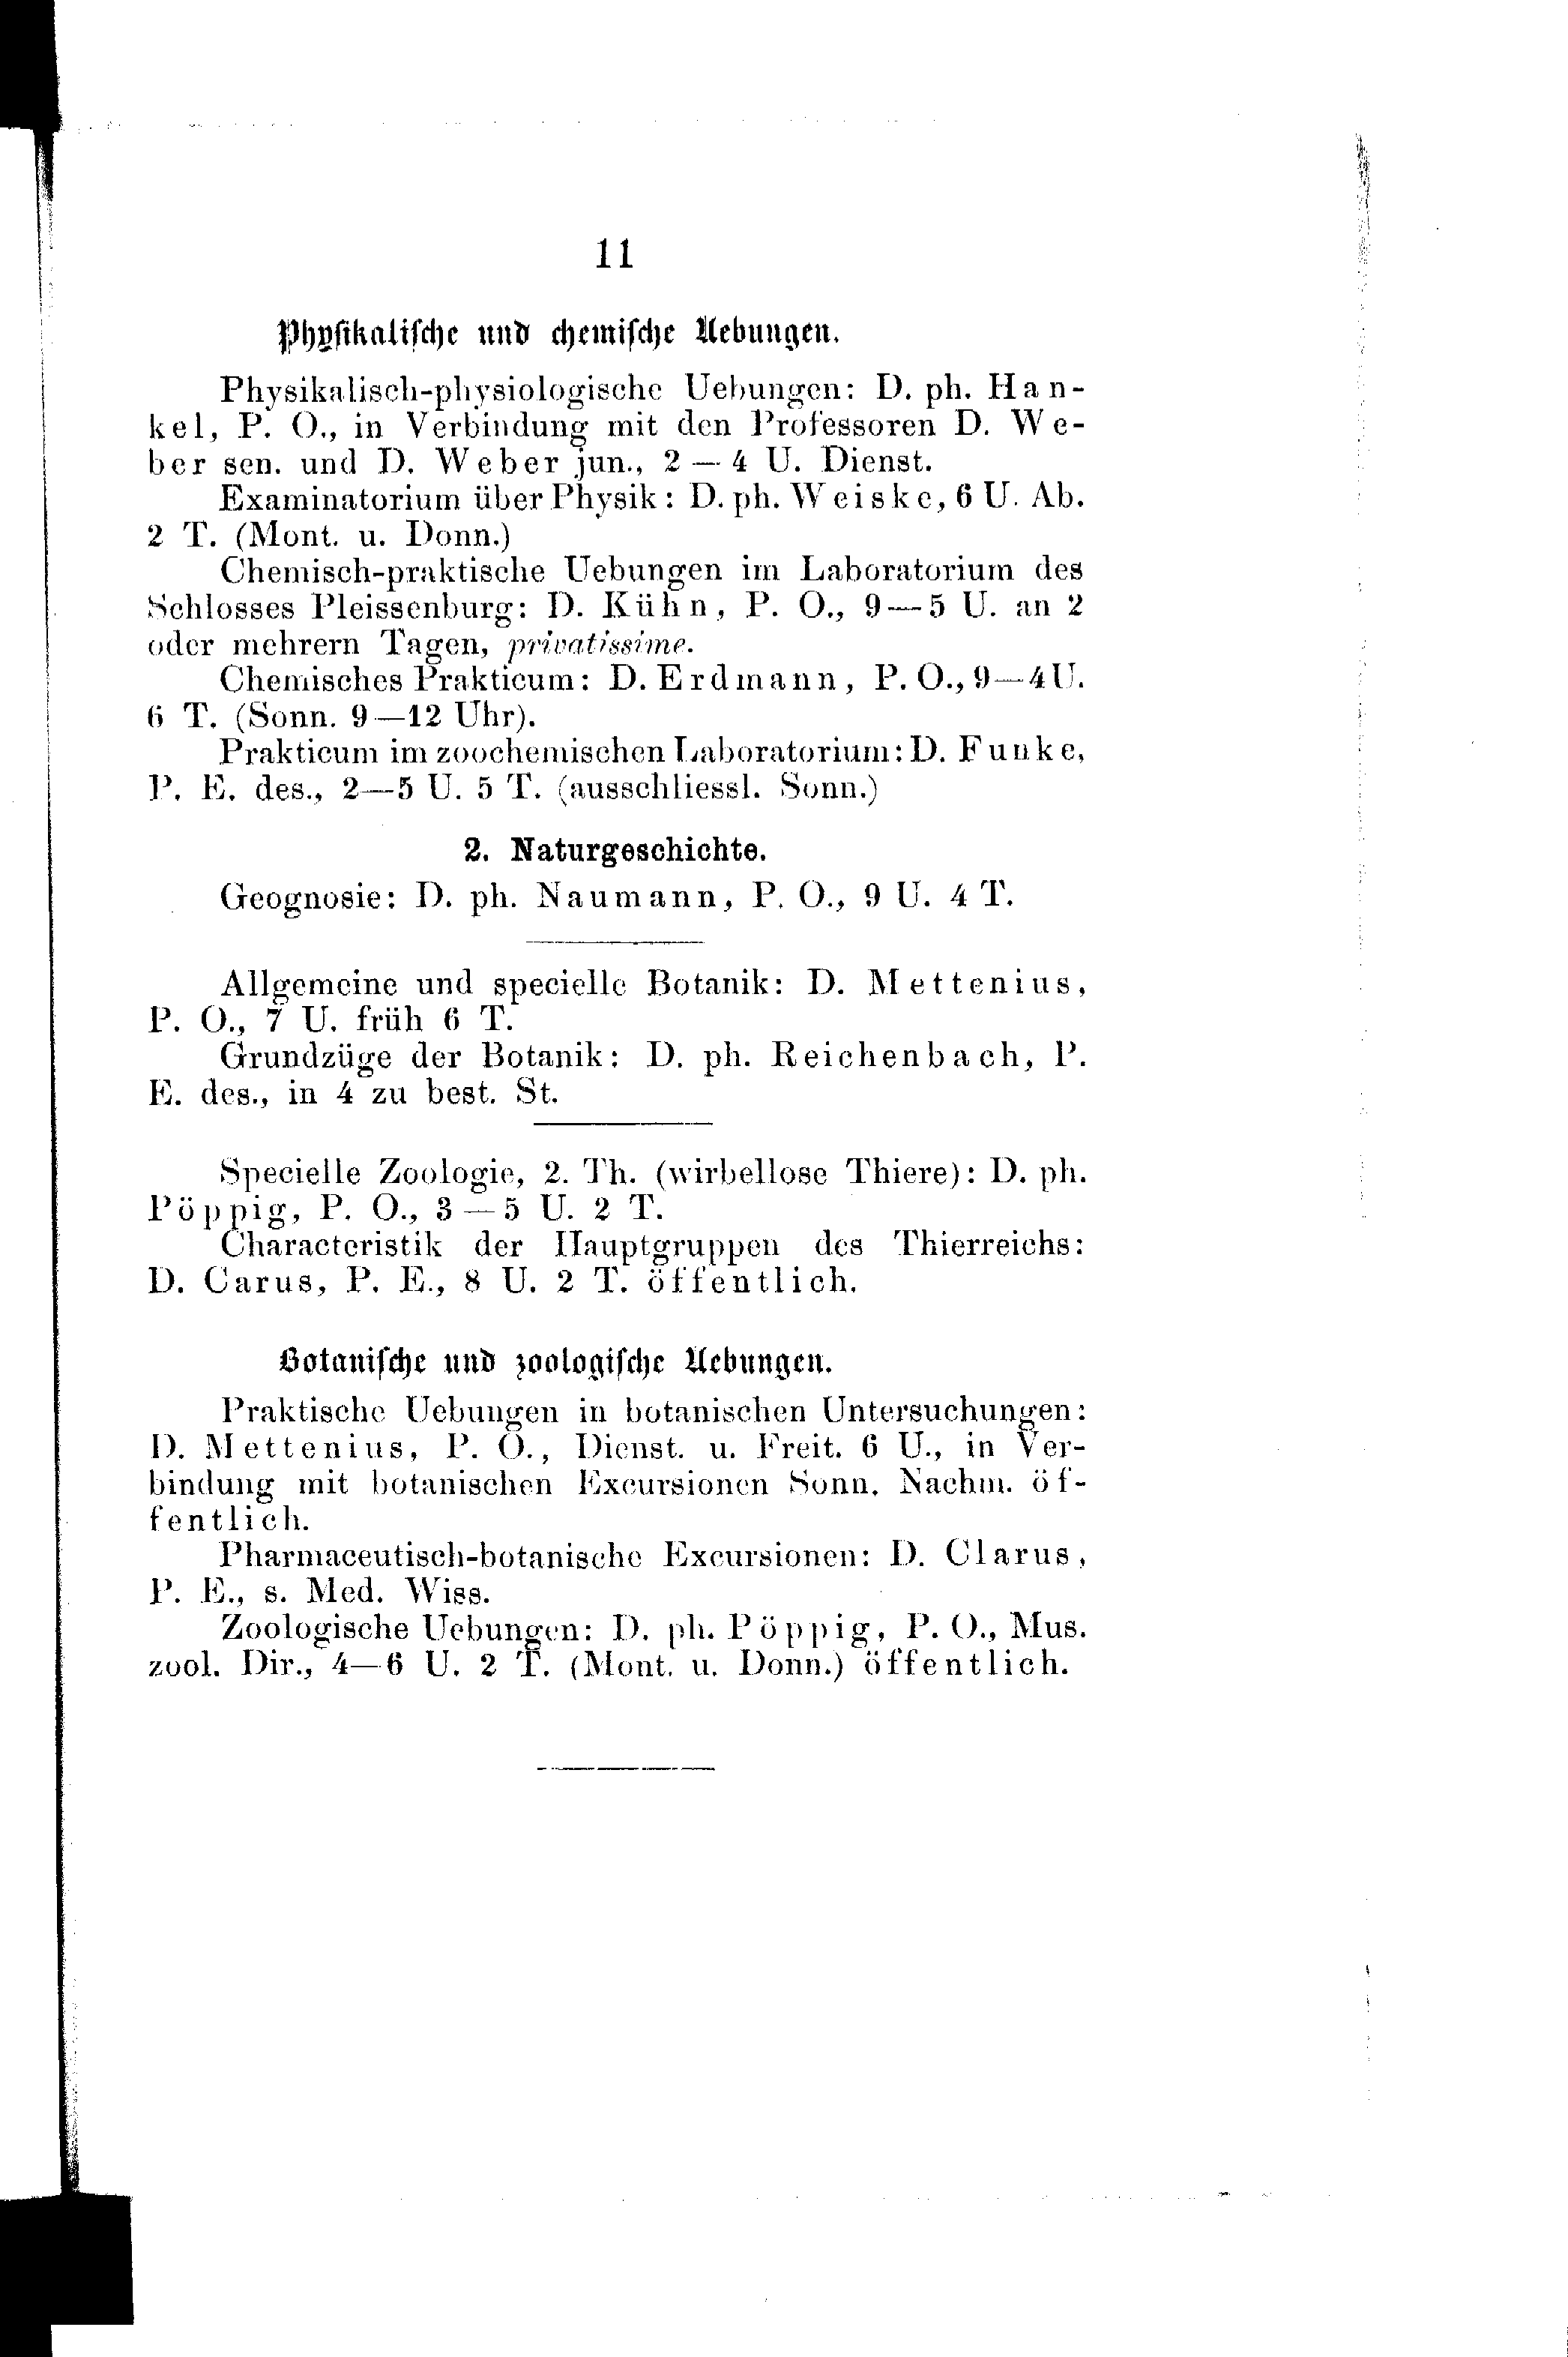 11
Physikalische und chemische Uebungen.
Physikalisch-physiologische Uebungen: D. ph. Han-
kel, P. O., in Verbindung mit den Professoren D. We-
ber sen. und D. Weber jun., 2 — 4 U. Dienst.
Examinatorium über Physik: D. ph. Weiske, 6 U. Ab.
2 T. (Mont. u. Donn.)
Chemisch-praktische Uebungen im Laboratorium des
Schlosses Pleissenburg: D. Kühn, P. O., 9—5 U. an 2
oder mehrern Tagen, privatissime.
Chemisches Prakticum: D. Erdmann, P. O., 9—4 U.
6 T. (Sonn. 9—12 Uhr).
Prakticum im zoochemischen Laboratorium: D. Funke,
P. E. des., 2—5 U. 5 T. (ausschliessl. Sonn.)
2. Naturgeschichte.
Geognosie: D. ph. Naumann, P. O., 9 U. 4 T.
Allgemeine und specielle Botanik: D. Mettenius,
P. O., 7 U. früh 6 T.
Grundzüge der Botanik: D. ph. Reichenbach, P.
E. des., in 4 zu best. St.
Specielle Zoologie, 2. Th. (wirbellose Thiere): D. ph.
Pöppig, P. O., 3 — 5 U. 2 T.
Characteristik der Hauptgruppen des Thierreichs:
D. Carus, P. E., 8 U. 2 T. öffentlich.
Botanische und zoologische Uebungen.
Praktische Uebungen in botanischen Untersuchungen:
D. Mettenius, P. O., Dienst. u. Freit. 6 U., in Ver-
bindung mit botanischen Excursionen Sonn. Nachm. öf-
fentlich.
Pharmaceutisch-botanische Excursionen: D. Clarus,
P. E., s. Med. Wiss.
Zoologische Uebungen: D. ph. Pöppig, P. O., Mus.
zool. Dir., 4—6 U. 2 T. (Mont. u. Donn.) öffentlich.